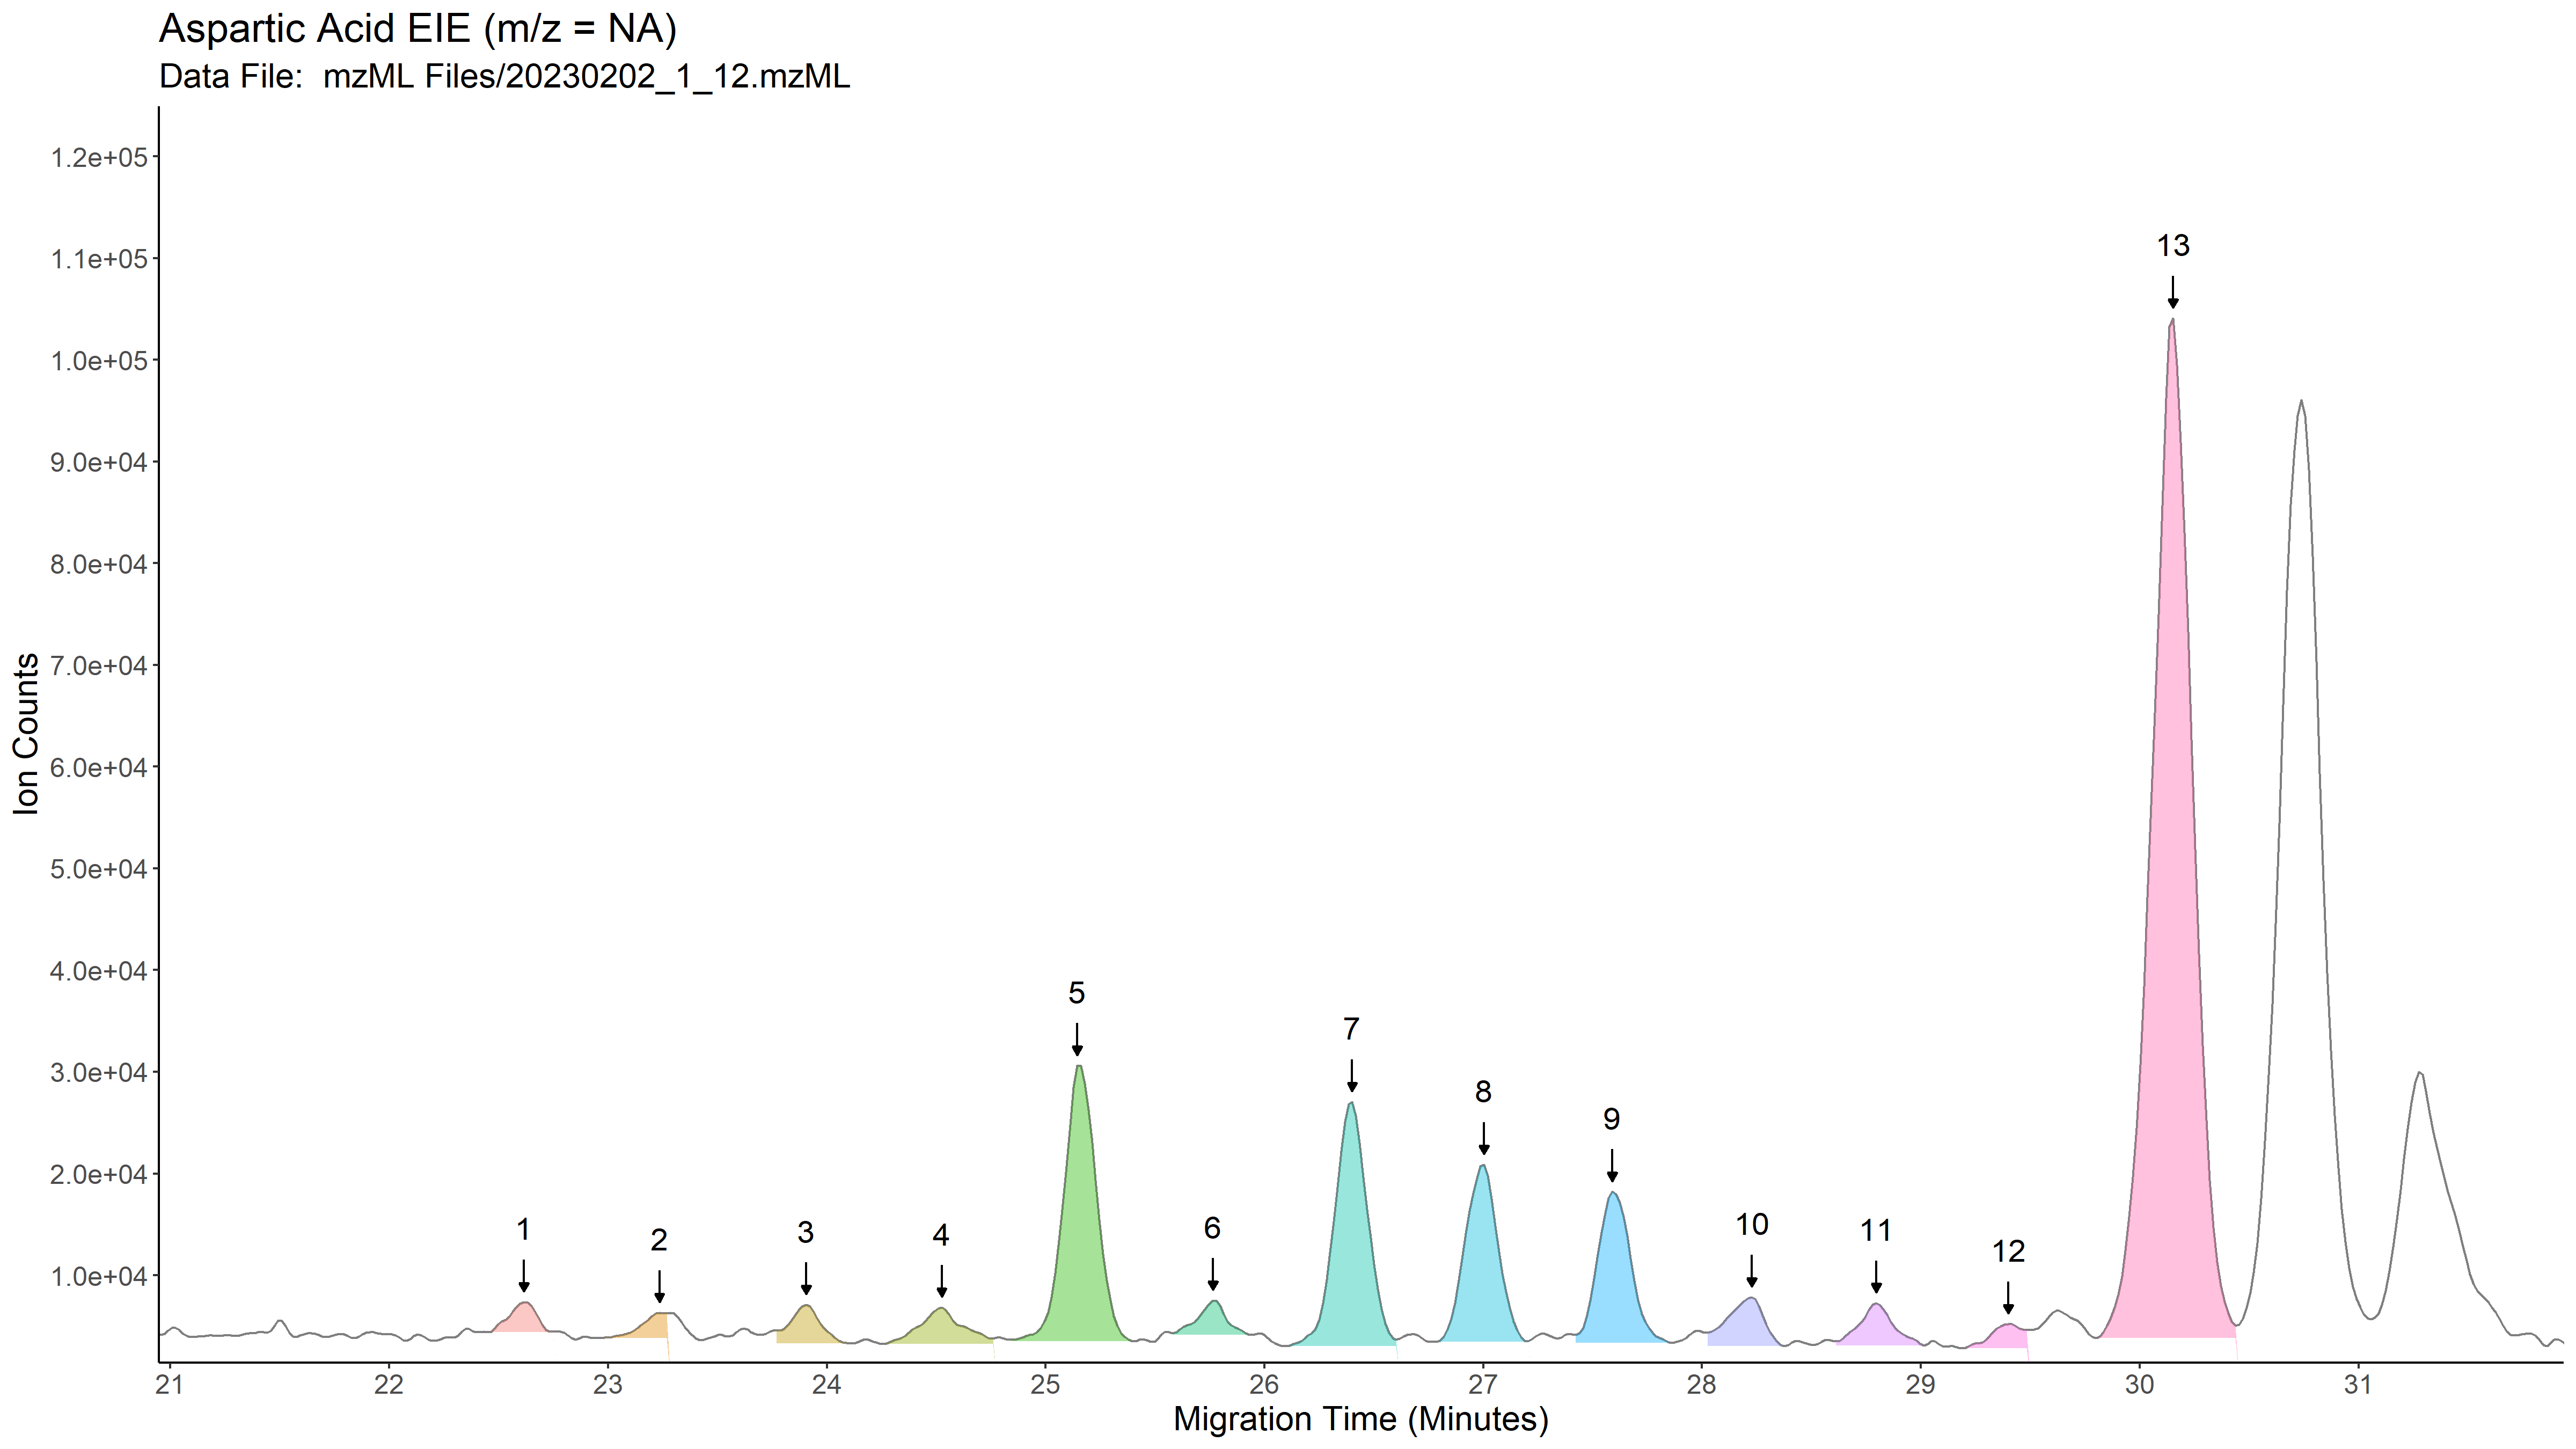 Aspartic Acid EIE (m/z = NA)
Data File:  mzML Files/20230202_1_12.mzML
Ion Counts
1.2e+05
1.1e+05
1.0e+05
9.0e+04
8.0e+04
7.0e+04
6.0e+04
5.0e+04
4.0e+04
3.0e+04
2.0e+04
1.0e+04
1
2
3
4
5
6
7
8
9
10
11
12
13
21
22
23
24
25
26
27
28
29
30
31
Migration Time (Minutes)